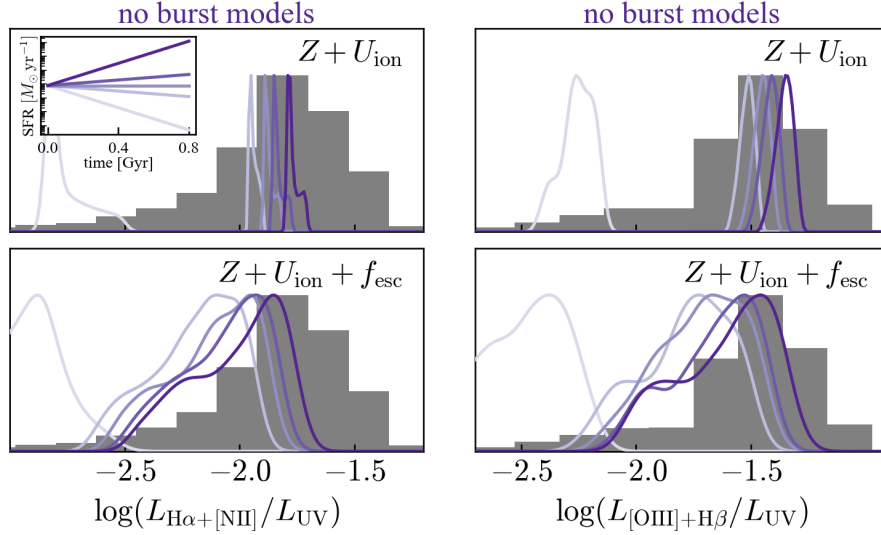 no burst models
no burst models
Z + U_ion
Z + U_ion
SFR [M_⊙ yr^−1]
0.0 0.4 0.8
time [Gyr]
Z + U_ion + f_esc
Z + U_ion + f_esc
−2.5 −2.0 −1.5
−2.5 −2.0 −1.5
log(L_Hα+[NII]/L_UV)
log(L_[OIII]+Hβ/L_UV)